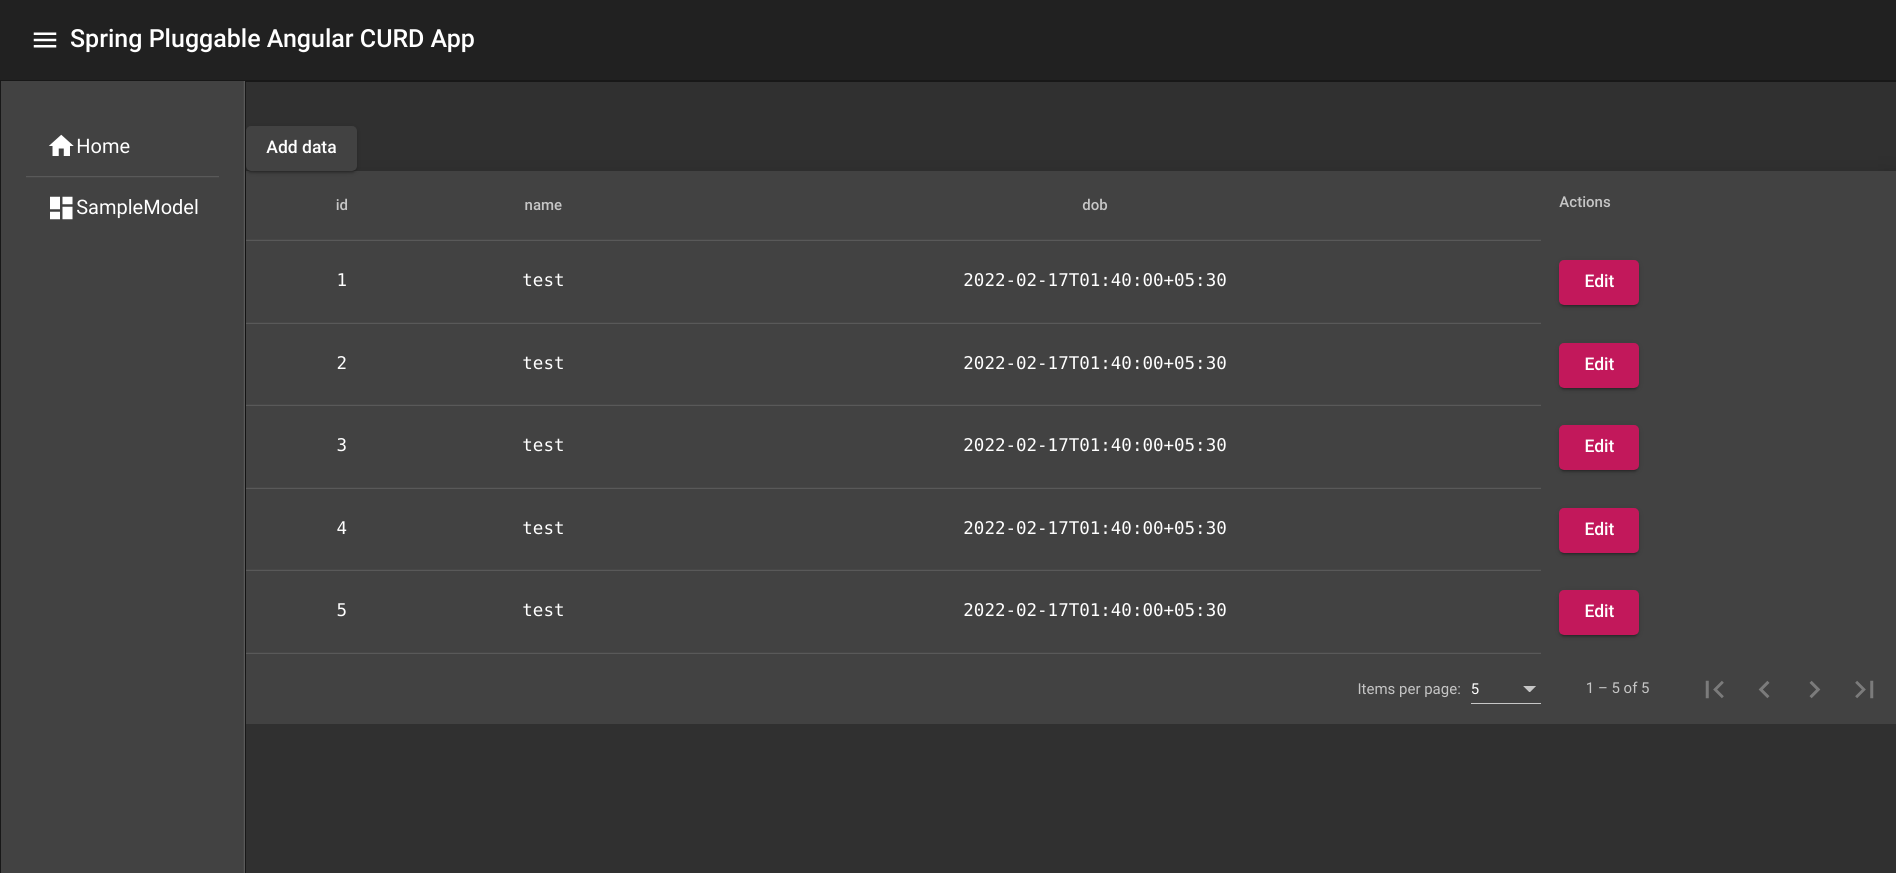 Spring Pluggable Angular CURD App
Home
SampleModel
Add data
id name dob Actions
1 test 2022-02-17T01:40:00+05:30 Edit
2 test 2022-02-17T01:40:00+05:30 Edit
3 test 2022-02-17T01:40:00+05:30 Edit
4 test 2022-02-17T01:40:00+05:30 Edit
5 test 2022-02-17T01:40:00+05:30 Edit
Items per page: 5 1 – 5 of 5